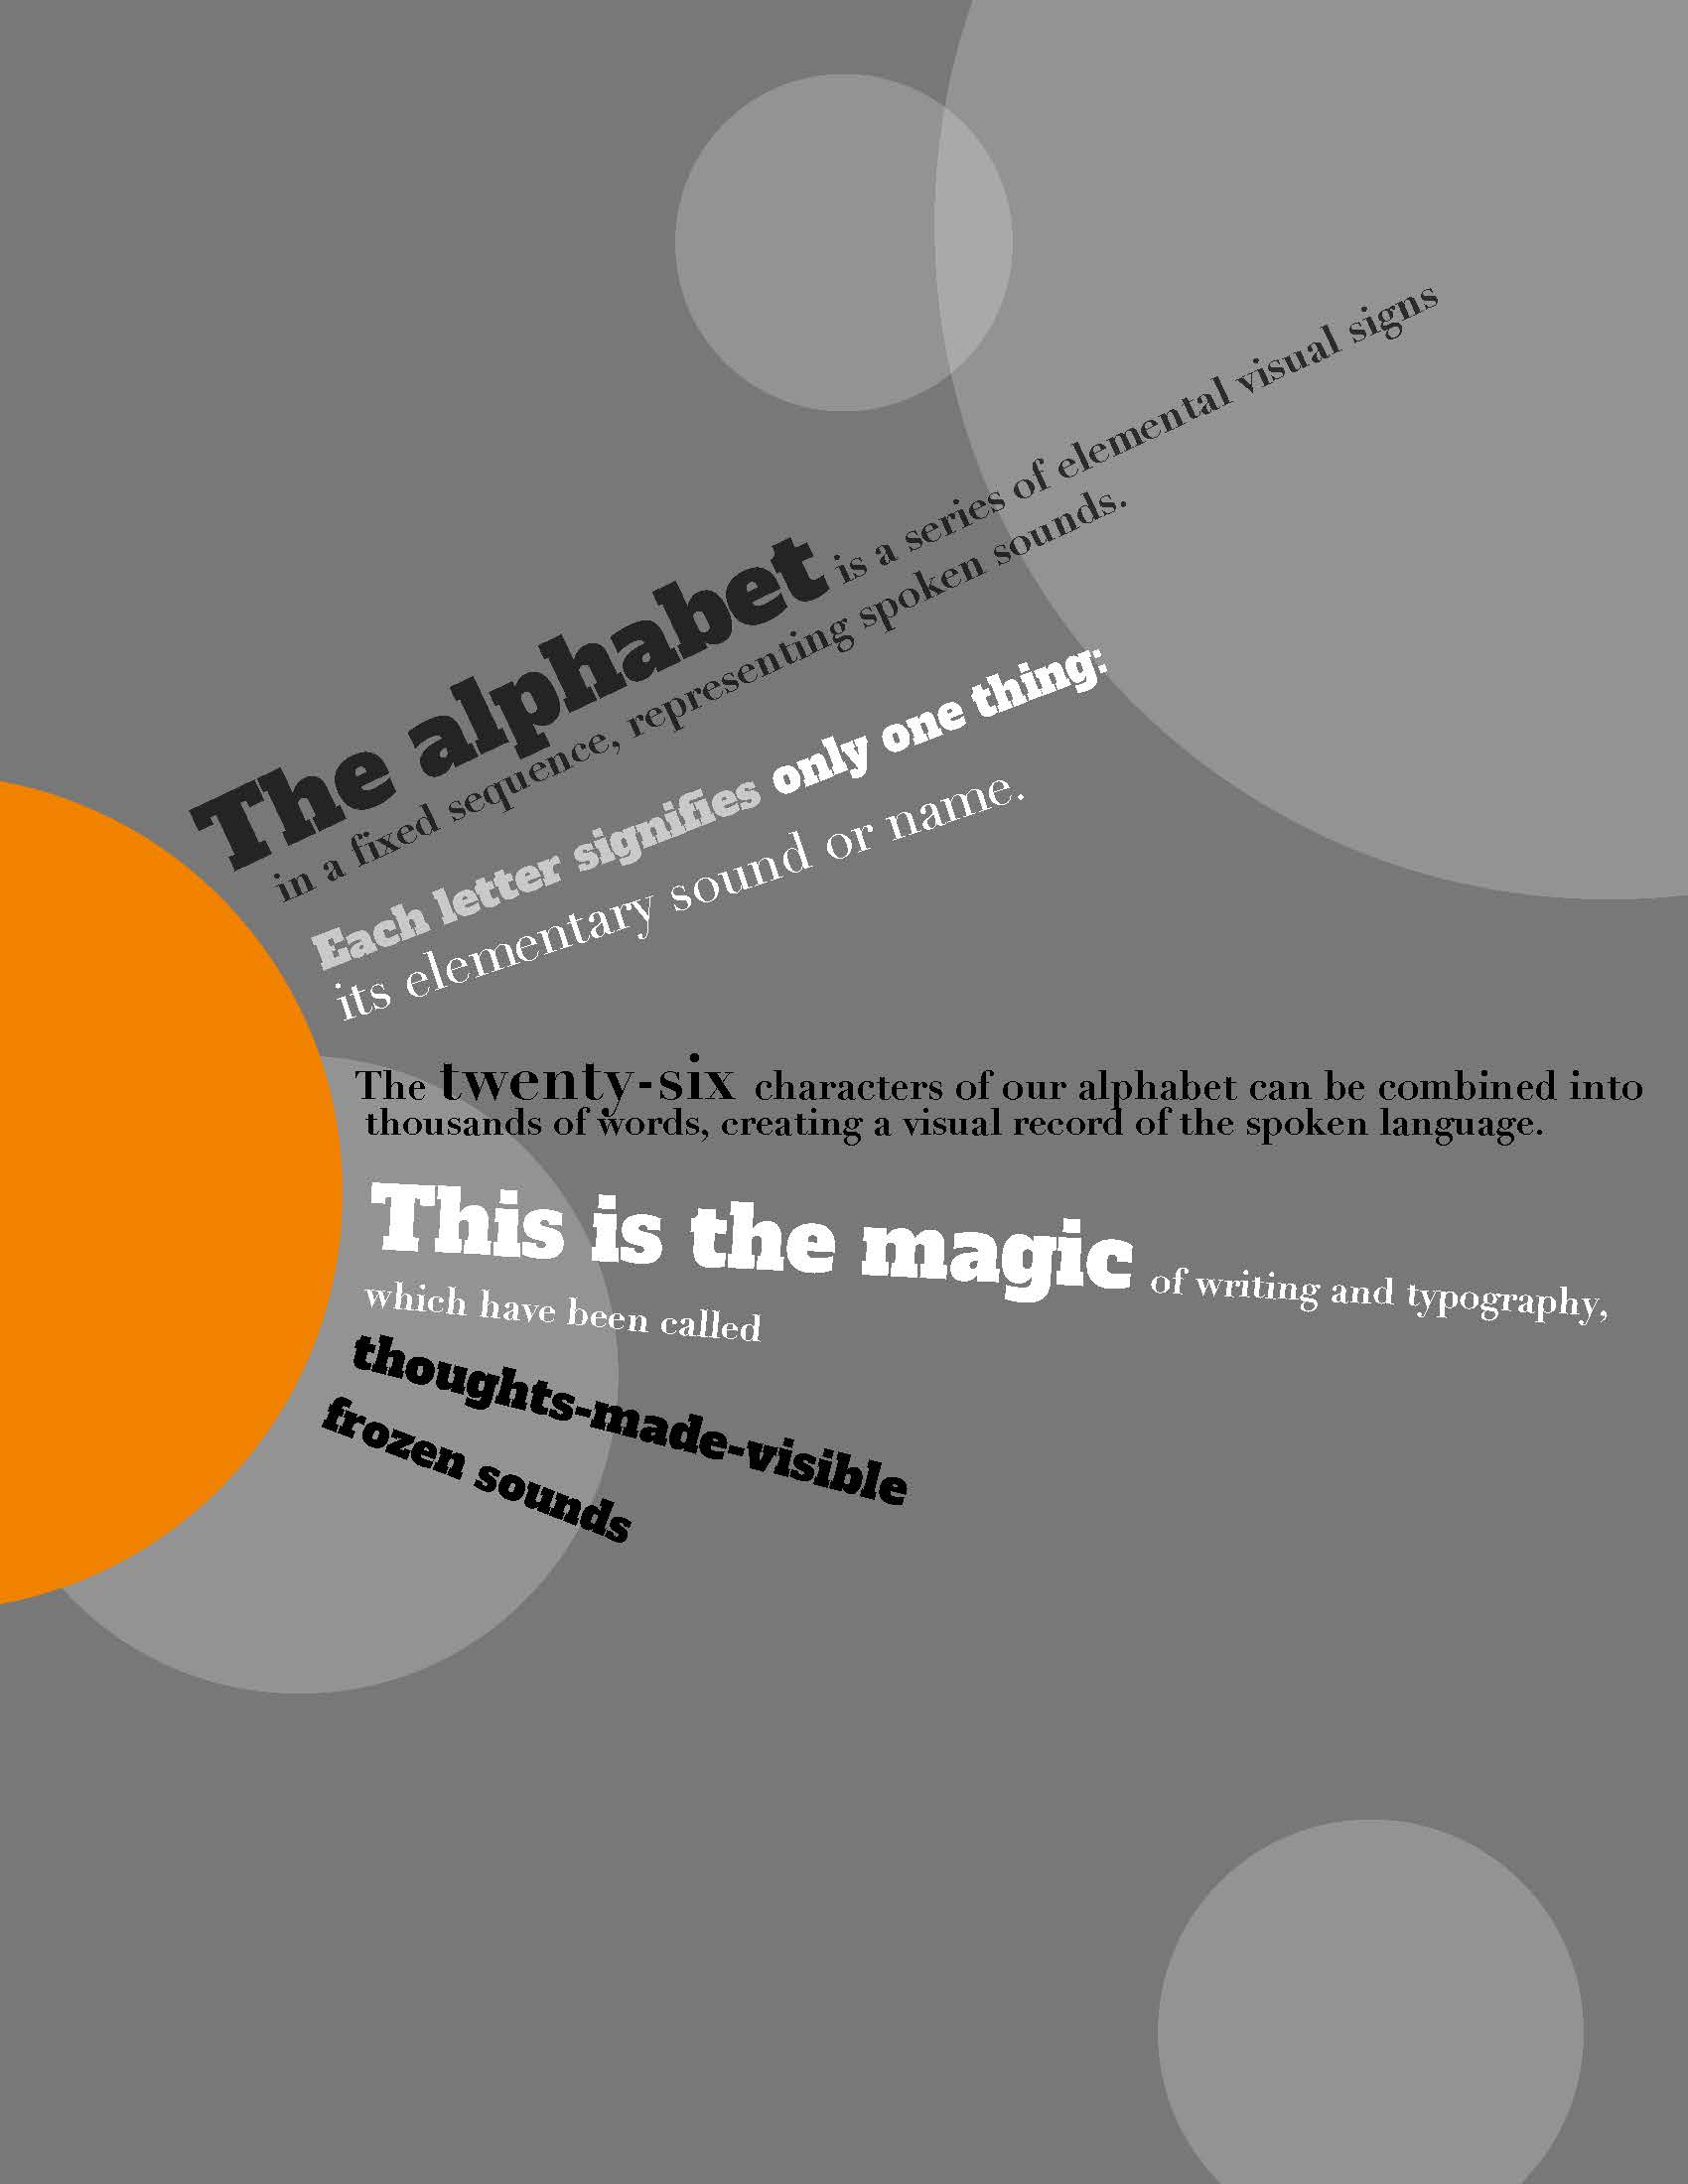 The alphabet is a series of elemental visual signs
in a fixed sequence, representing spoken sounds.
Each letter signifies only one thing:
its elementary sound or name.
The twenty-six characters of our alphabet can be combined into
thousands of words, creating a visual record of the spoken language.
This is the magic of writing and typography,
which have been called
thoughts-made-visible
frozen sounds